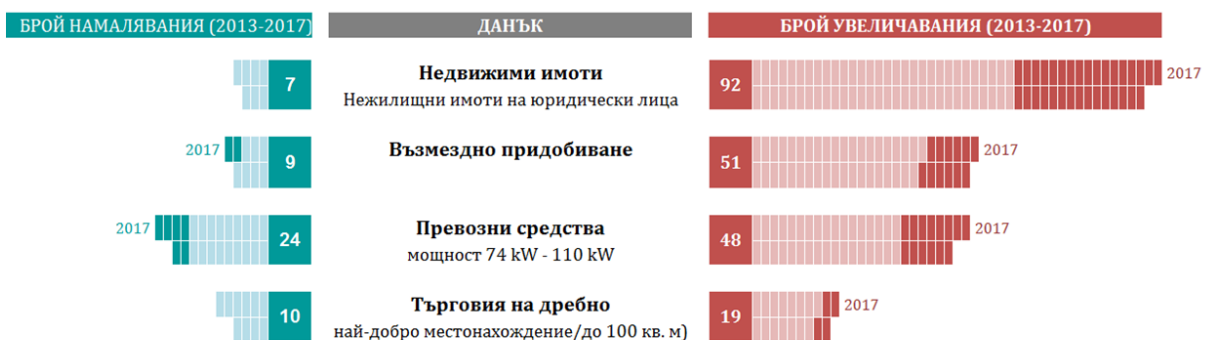 БРОЙ НАМАЛЯВАНИЯ (2013-2017) ДАНЪК БРОЙ УВЕЛИЧАВАНИЯ (2013-2017)
7 Недвижими имоти 92 2017
Нежилищни имоти на юридически лица
2017 9 Възмездно придобиване 51 2017
2017 24 Превозни средства 48 2017
мощност 74 kW - 110 kW
10 Търговия на дребно 19 2017
най-добро местонахождение/до 100 кв. м)